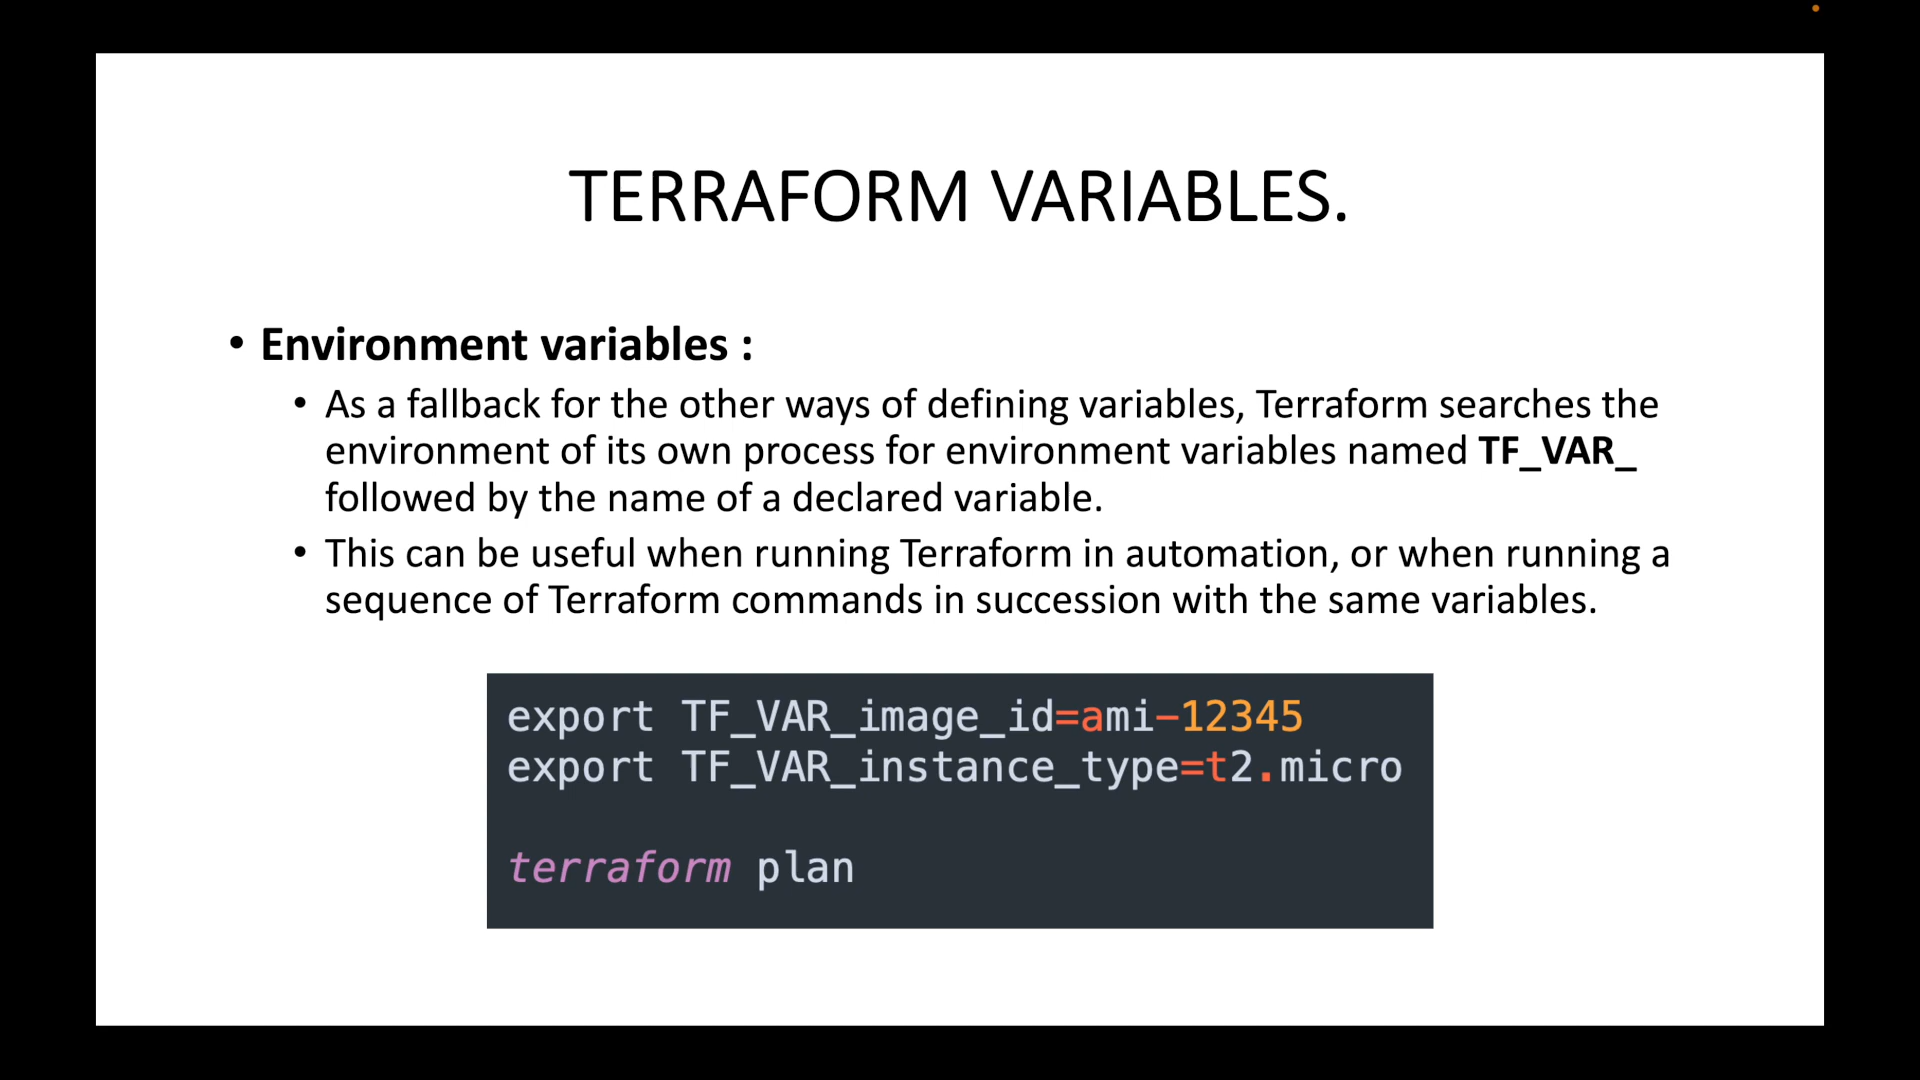 TERRAFORM VARIABLES.
• Environment variables :
• As a fallback for the other ways of defining variables, Terraform searches the
environment of its own process for environment variables named TF_VAR_
followed by the name of a declared variable.
• This can be useful when running Terraform in automation, or when running a
sequence of Terraform commands in succession with the same variables.
export TF_VAR_image_id=ami-12345
export TF_VAR_instance_type=t2.micro
terraform plan